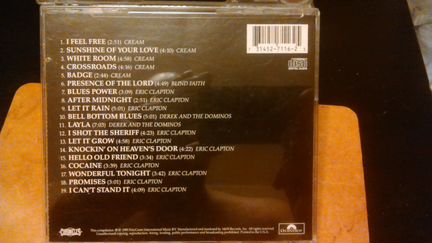 1. I FEEL FREE (2:51) CREAM
2. SUNSHINE OF YOUR LOVE (4:10) CREAM
3. WHITE ROOM (4:58) CREAM
4. CROSSROADS (4:16) CREAM
5. BADGE (2:44) CREAM
6. PRESENCE OF THE LORD (4:49) BLIND FAITH
7. BLUES POWER (3:09) ERIC CLAPTON
8. AFTER MIDNIGHT (2:51) ERIC CLAPTON
9. LET IT RAIN (5:01) ERIC CLAPTON
10. BELL BOTTOM BLUES (5:01) DEREK AND THE DOMINOS
11. LAYLA (7:05) DEREK AND THE DOMINOS
12. I SHOT THE SHERIFF (4:23) ERIC CLAPTON
13. LET IT GROW (4:58) ERIC CLAPTON
14. KNOCKIN' ON HEAVEN'S DOOR (4:22) ERIC CLAPTON
15. HELLO OLD FRIEND (3:34) ERIC CLAPTON
16. COCAINE (3:39) ERIC CLAPTON
17. WONDERFUL TONIGHT (3:42) ERIC CLAPTON
18. PROMISES (3:01) ERIC CLAPTON
19. I CAN'T STAND IT (4:09) ERIC CLAPTON
3 1452-7116-2